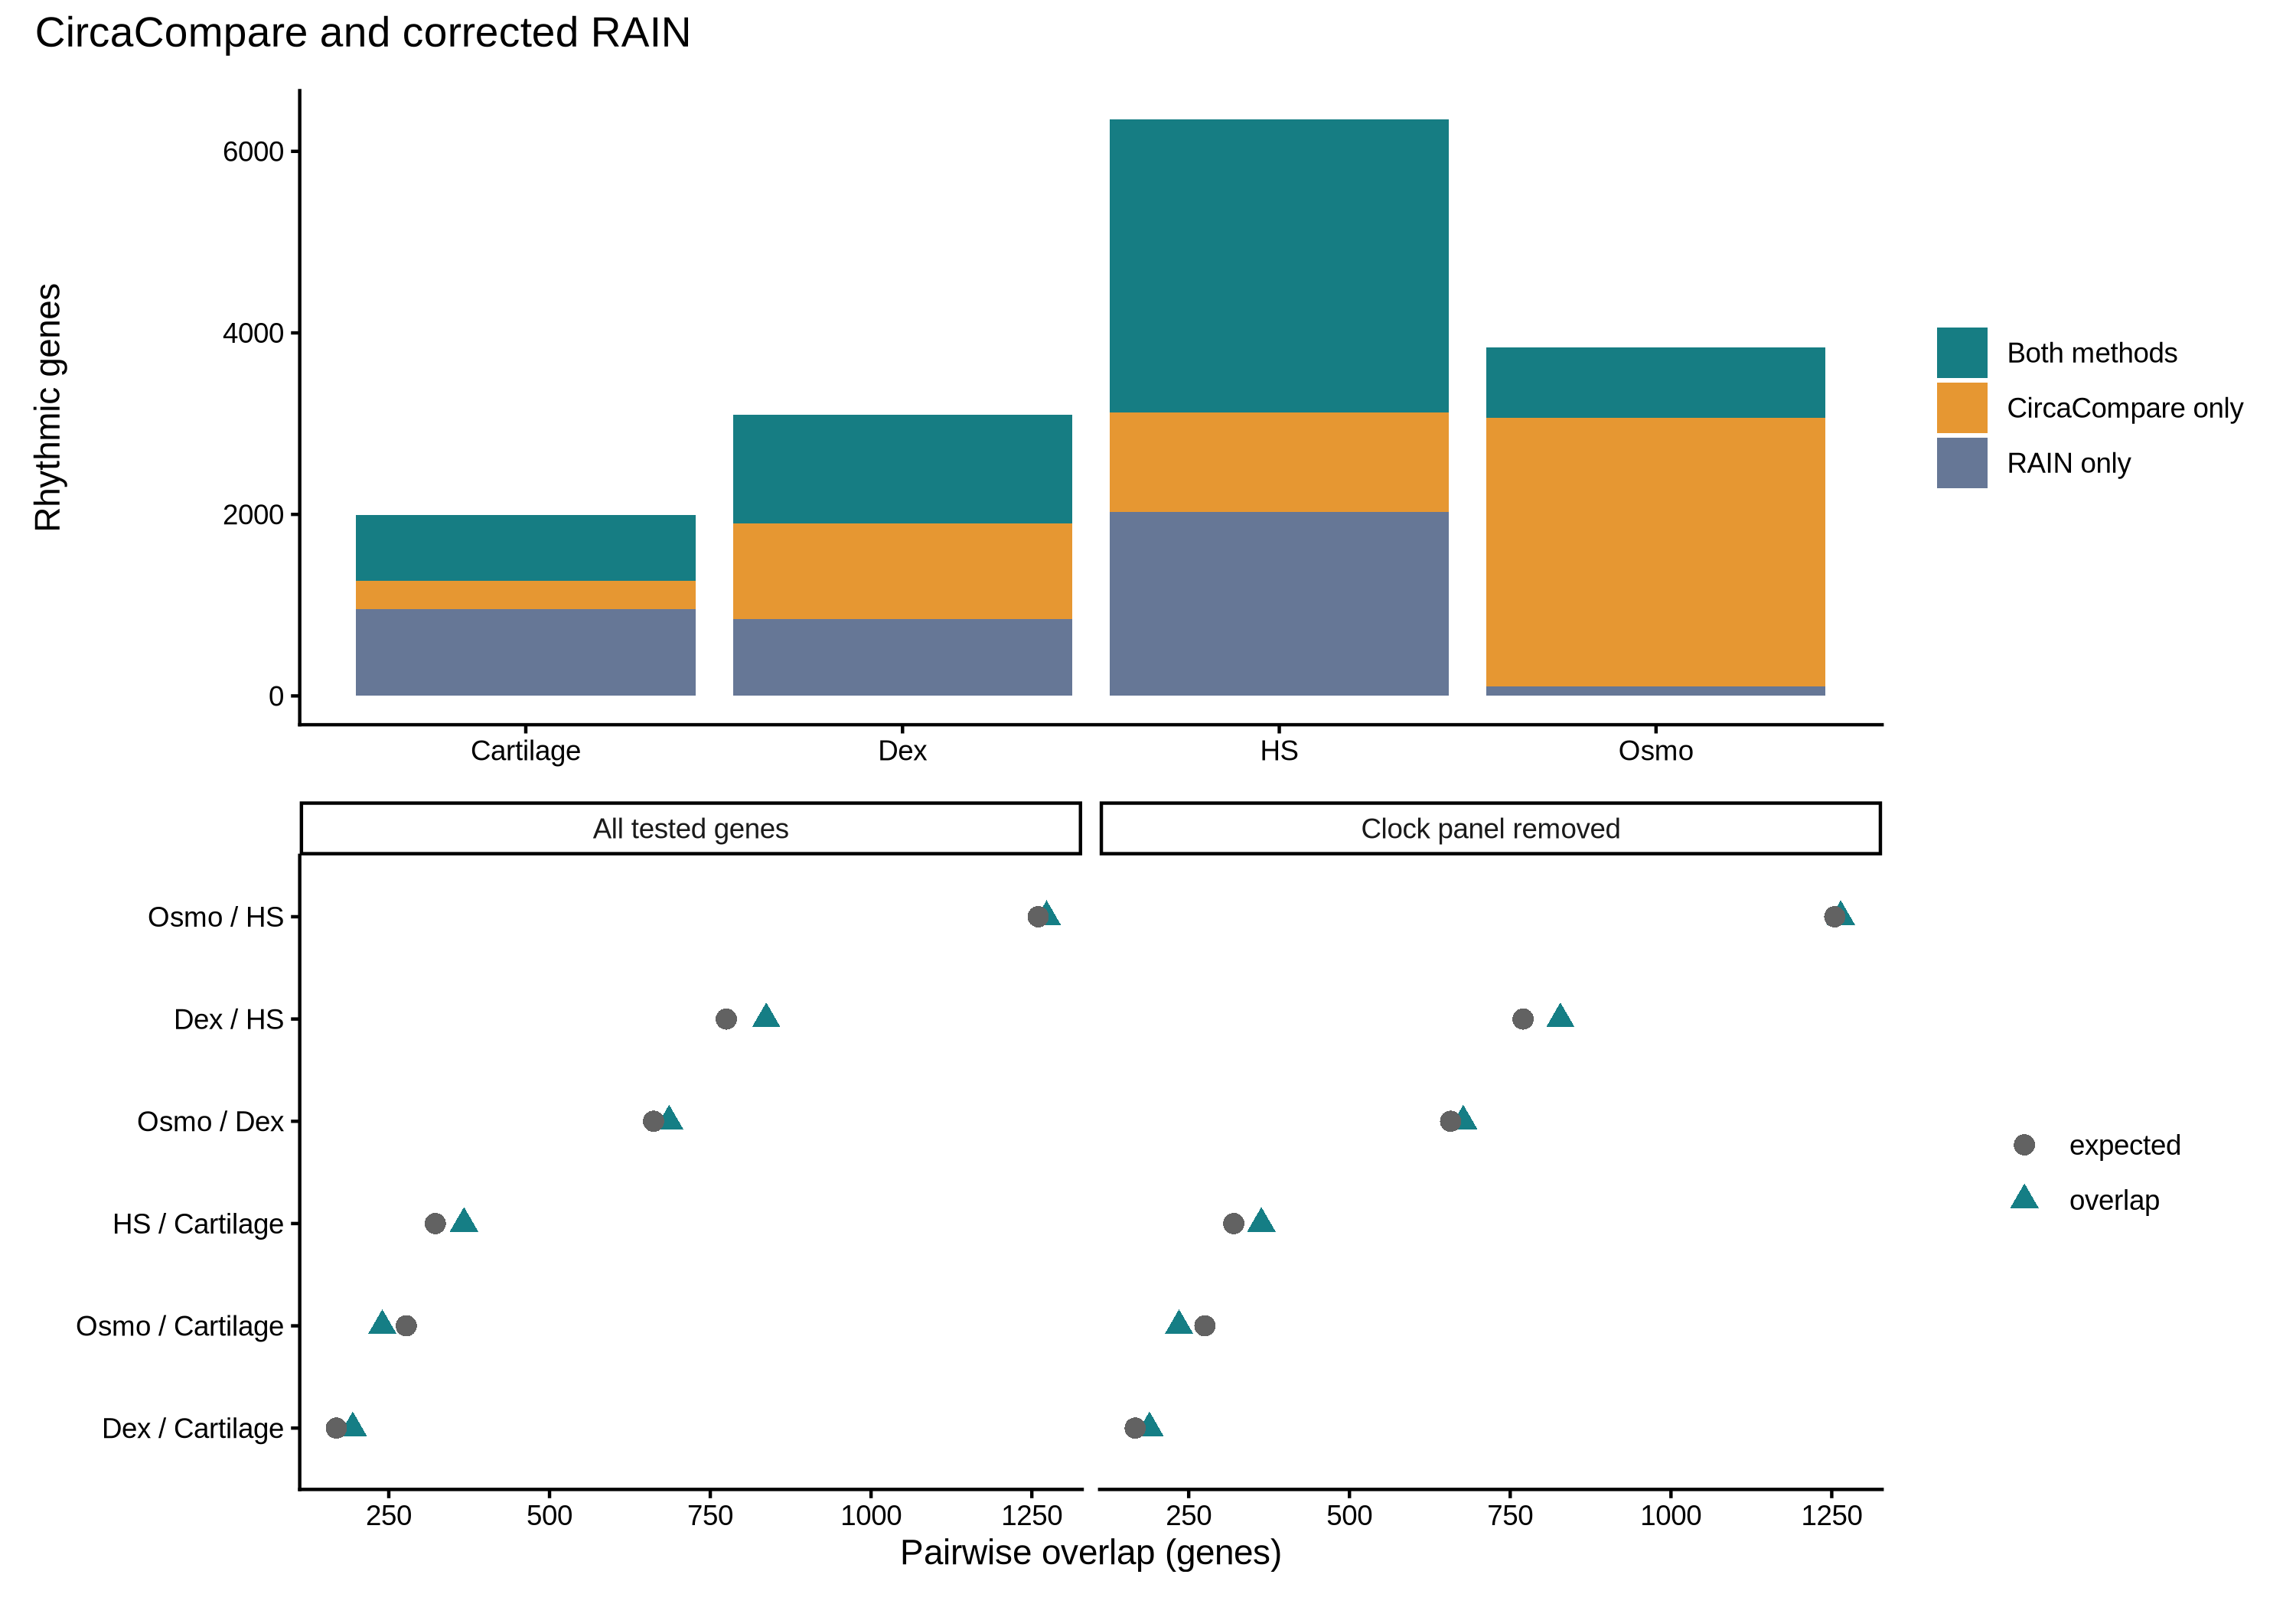 CircaCompare and corrected RAIN
Rhythmic genes
6000
4000
2000
0
Cartilage Dex HS Osmo
Both methods
CircaCompare only
RAIN only
All tested genes Clock panel removed
Osmo / HS
Dex / HS
Osmo / Dex
HS / Cartilage
Osmo / Cartilage
Dex / Cartilage
250 500 750 1000 1250 250 500 750 1000 1250
Pairwise overlap (genes)
expected
overlap